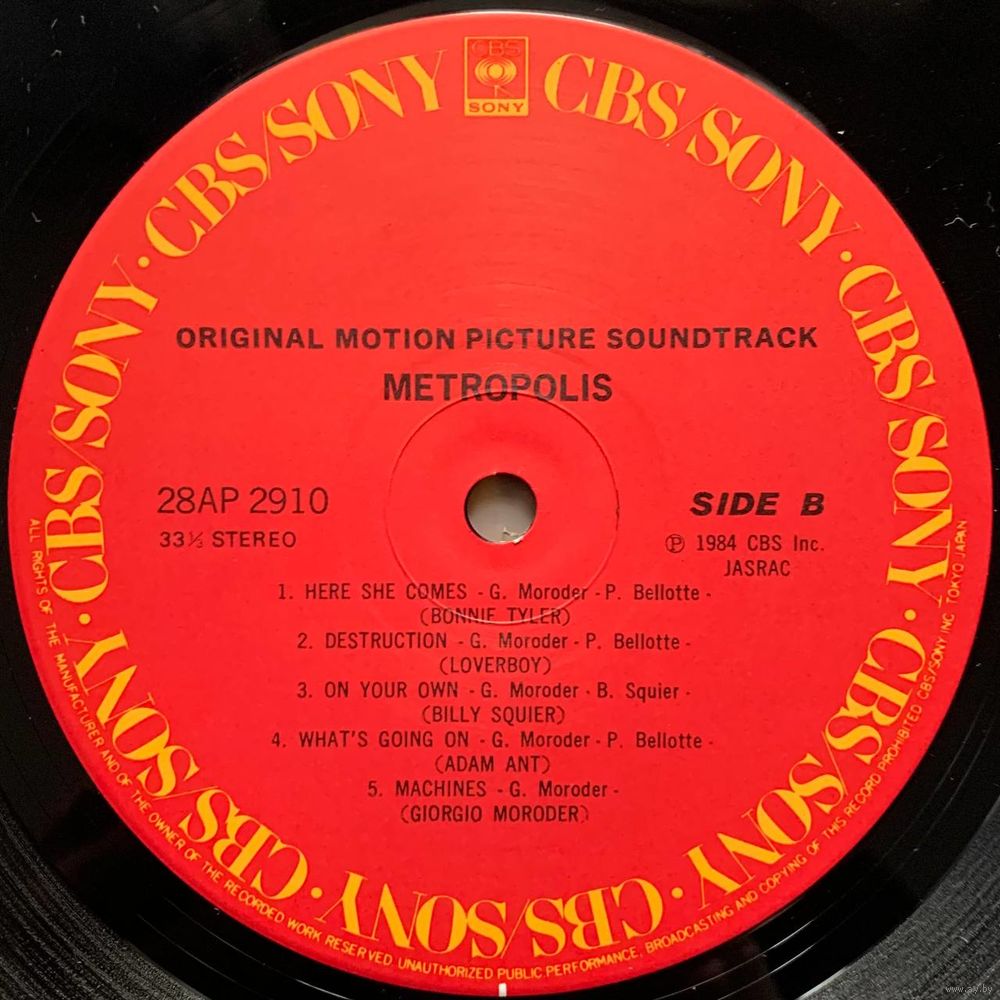 CBS
SONY
CBS/SONY · CBS/SONY · CBS/SONY · CBS/SONY · CBS/SONY · CBS/SONY · CBS/SONY · CBS/SONY
ORIGINAL MOTION PICTURE SOUNDTRACK
METROPOLIS
28AP 2910
33⅓ STEREO
SIDE B
Ⓟ 1984 CBS Inc.
JASRAC
1. HERE SHE COMES - G. Moroder - P. Bellotte -
(BONNIE TYLER)
2. DESTRUCTION - G. Moroder - P. Bellotte -
(LOVERBOY)
3. ON YOUR OWN - G. Moroder - B. Squier -
(BILLY SQUIER)
4. WHAT'S GOING ON - G. Moroder - P. Bellotte -
(ADAM ANT)
5. MACHINES - G. Moroder -
(GIORGIO MORODER)
ALL RIGHTS OF THE MANUFACTURER AND OF THE OWNER OF THE RECORDED WORK RESERVED. UNAUTHORIZED PUBLIC PERFORMANCE, BROADCASTING AND COPYING OF THIS RECORD PROHIBITED CBS/SONY INC TOKYO JAPAN
www.ay.by